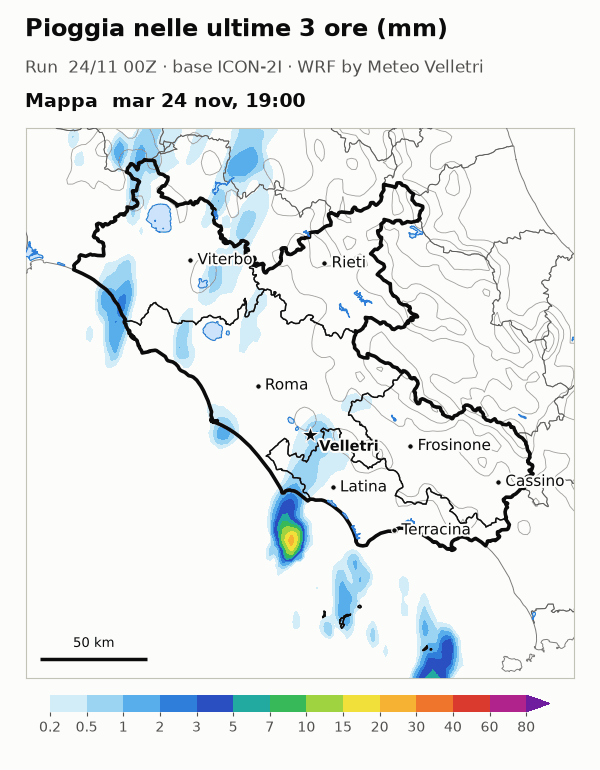 Pioggia nelle ultime 3 ore (mm)
Run  24/11 00Z · base ICON-2I · WRF by Meteo Velletri
Mappa  mar 24 nov, 19:00
Viterbo
Rieti
Roma
Velletri
Frosinone
Latina
Cassino
Terracina
50 km
0.2 0.5 1 2 3 5 7 10 15 20 30 40 60 80